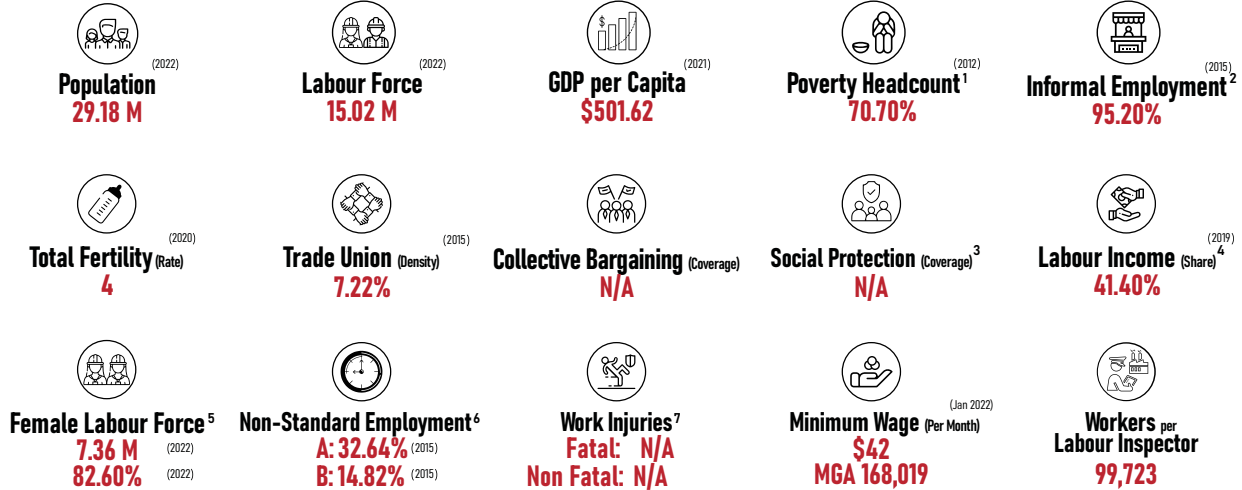 (2022)
Population
29.18 M
(2022)
Labour Force
15.02 M
$
(2021)
GDP per Capita
$501.62
(2012)
Poverty Headcount 1
70.70%
(2015)
Informal Employment 2
95.20%
(2020)
Total Fertility (Rate)
4
(2015)
Trade Union (Density)
7.22%
Collective Bargaining (Coverage)
N/A
Social Protection (Coverage) 3
N/A
(2019)
Labour Income (Share) 4
41.40%
Female Labour Force 5
7.36 M (2022)
82.60% (2022)
Non-Standard Employment 6
A: 32.64% (2015)
B: 14.82% (2015)
Work Injuries 7
Fatal: N/A
Non Fatal: N/A
(Jan 2022)
Minimum Wage (Per Month)
$42
MGA 168,019
Workers per
Labour Inspector
99,723